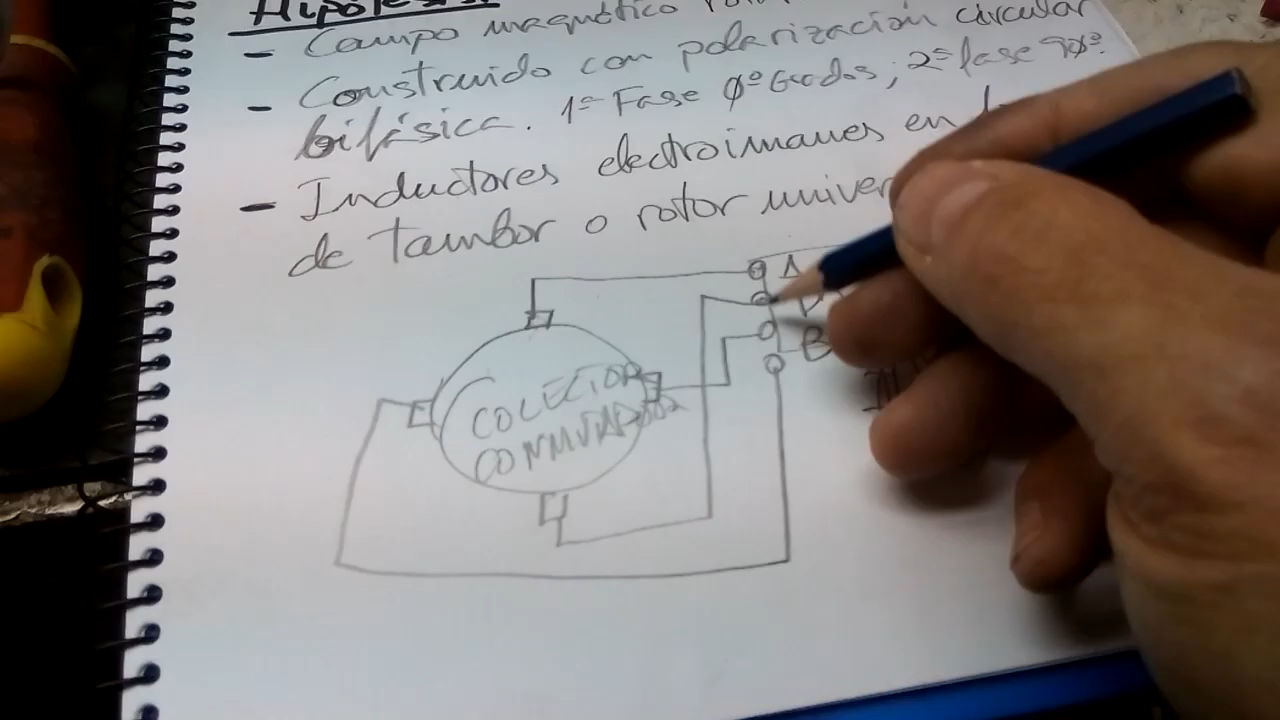 Hipótesis
- Campo magnético
- Construido con polarización circular
bifásica. 1ª Fase 0º Grados; 2ª fase 90º
- Inductores electroimanes en
de tambor o rotor univer
A
B
COLECTOR
CONMUTADOR